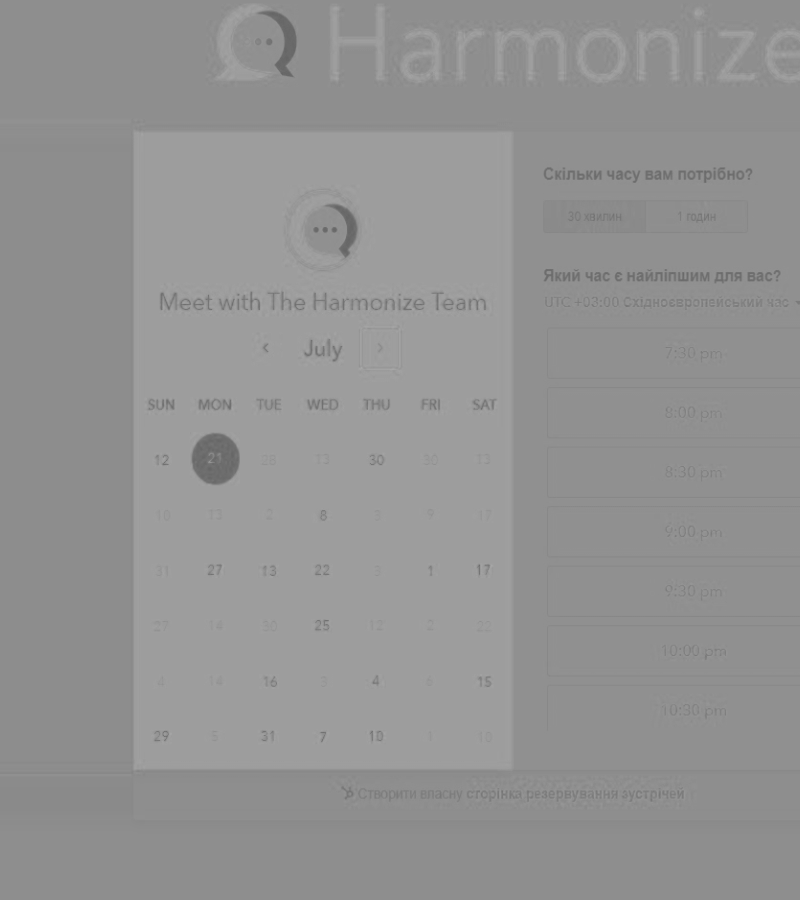 Harmonize
Meet with The Harmonize Team
July
SUN MON TUE WED THU FRI SAT
12 21 28 13 30 30 13
16 13 2 8 9 17
31 27 13 22 5 1 17
27 14 30 25 12 2 22
4 14 16 3 4 6 15
29 5 31 7 10 1 10
Скільки часу вам потрібно?
30 хвилин 1 годин
Який час є найліпшим для вас?
UTC +03:00 Східноєвропейський час
7:30 pm
8:00 pm
8:30 pm
9:00 pm
9:30 pm
10:00 pm
10:30 pm
Створити власну сторінка резервування зустрічей